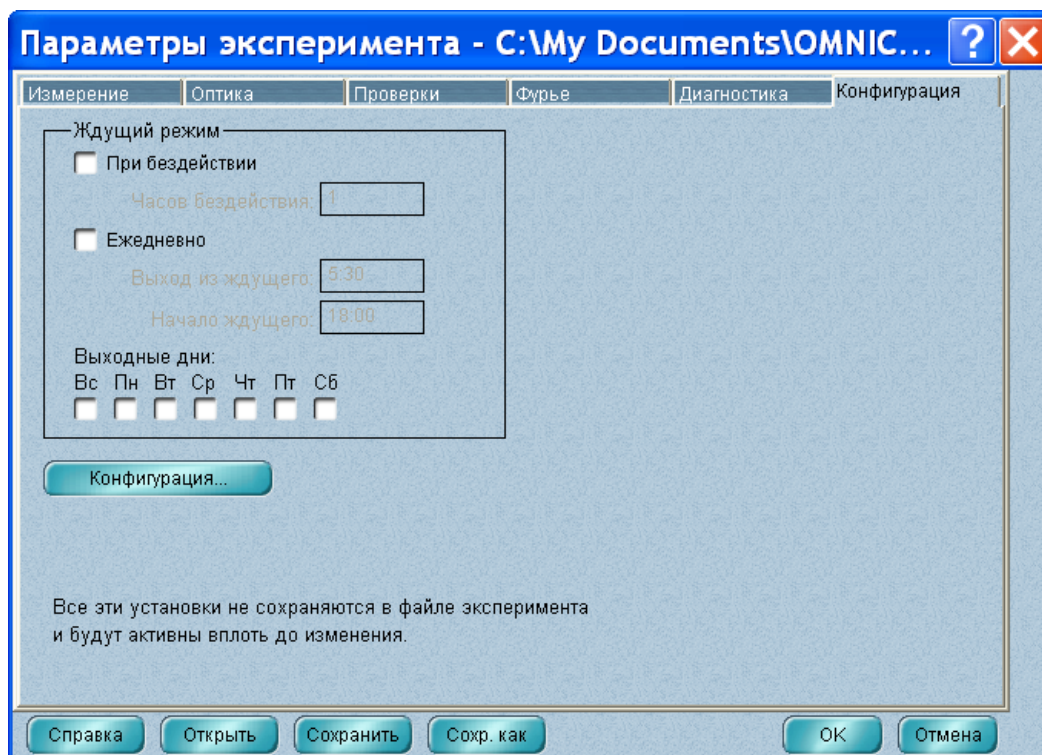 Параметры эксперимента - C:\My Documents\OMNIC...
Измерение Оптика Проверки Фурье Диагностика Конфигурация
Ждущий режим
При бездействии
Часов бездействия: 1
Ежедневно
Выход из ждущего: 5:30
Начало ждущего: 18:00
Выходные дни:
Вс Пн Вт Ср Чт Пт Сб
Конфигурация...
Все эти установки не сохраняются в файле эксперимента
и будут активны вплоть до изменения.
Справка Открыть Сохранить Сохр. как OK Отмена